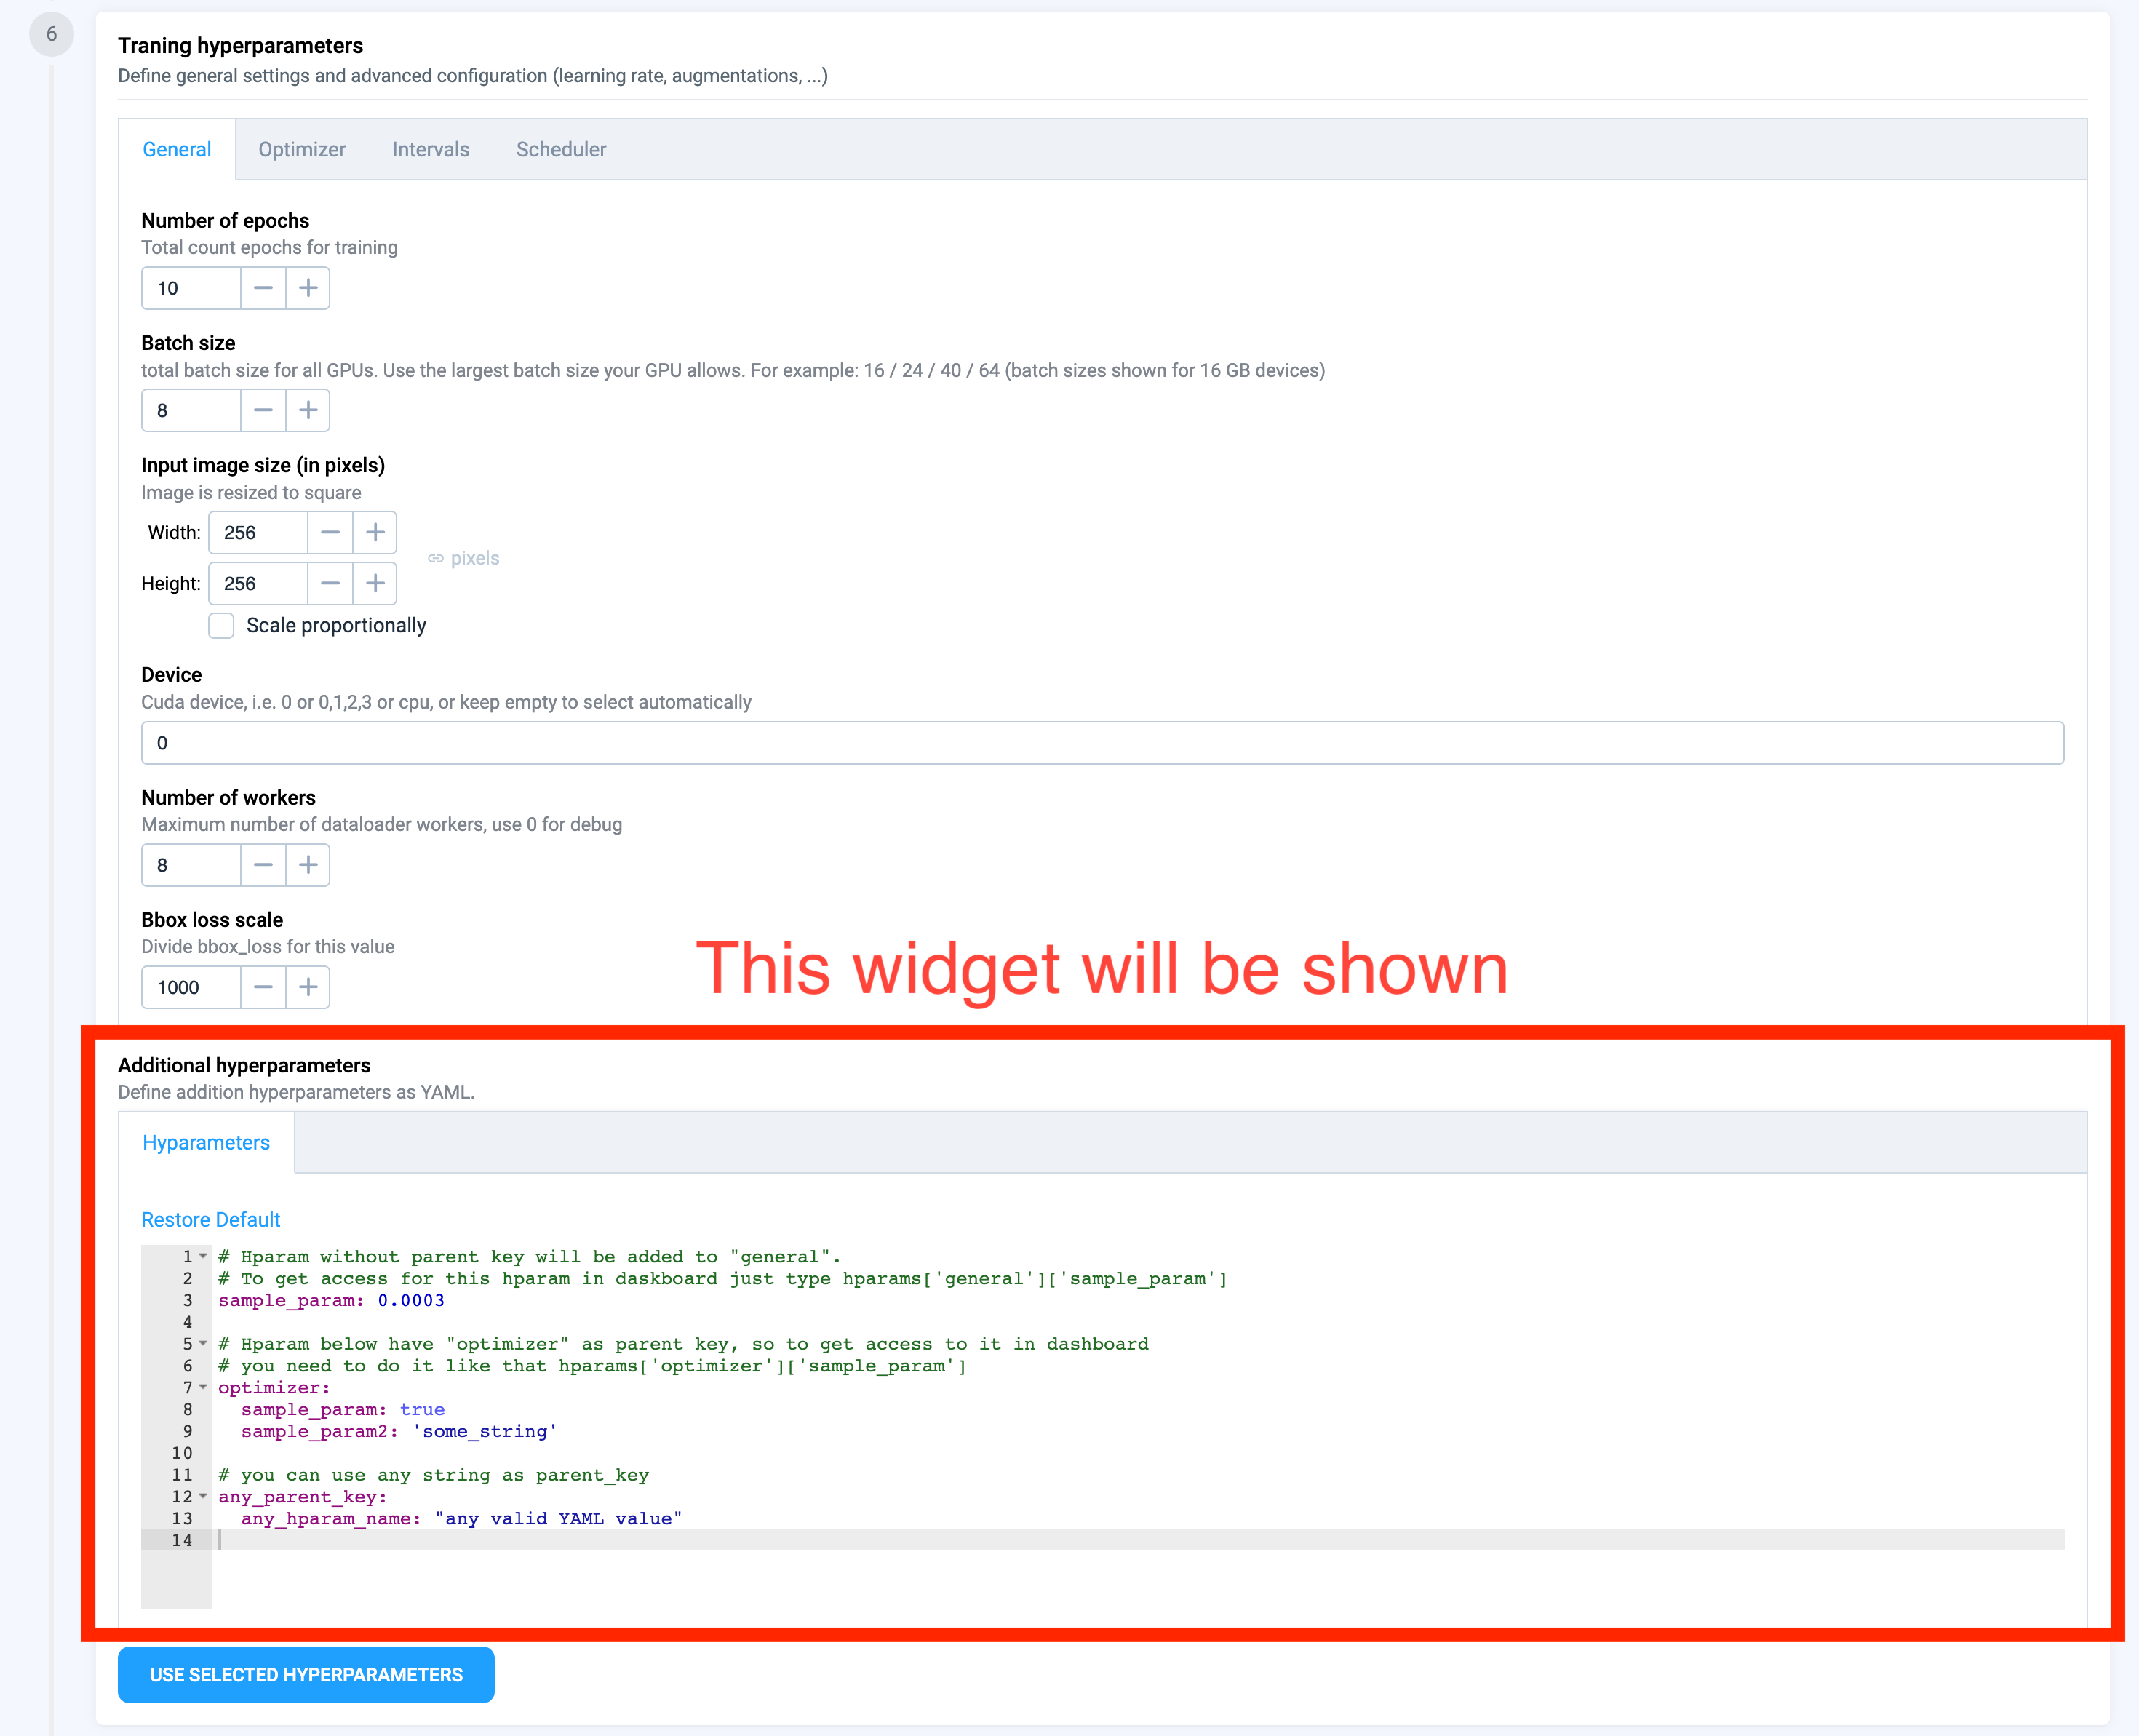 6
Traning hyperparameters
Define general settings and advanced configuration (learning rate, augmentations, ...)
General Optimizer Intervals Scheduler
Number of epochs
Total count epochs for training
10
Batch size
total batch size for all GPUs. Use the largest batch size your GPU allows. For example: 16 / 24 / 40 / 64 (batch sizes shown for 16 GB devices)
8
Input image size (in pixels)
Image is resized to square
Width: 256
pixels
Height: 256
Scale proportionally
Device
Cuda device, i.e. 0 or 0,1,2,3 or cpu, or keep empty to select automatically
0
Number of workers
Maximum number of dataloader workers, use 0 for debug
8
Bbox loss scale
Divide bbox_loss for this value
1000
This widget will be shown
Additional hyperparameters
Define addition hyperparameters as YAML.
Hyparameters
Restore Default
1 # Hparam without parent key will be added to "general".
2 # To get access for this hparam in daskboard just type hparams['general']['sample_param']
3 sample_param: 0.0003
4
5 # Hparam below have "optimizer" as parent key, so to get access to it in dashboard
6 # you need to do it like that hparams['optimizer']['sample_param']
7 optimizer:
8 sample_param: true
9 sample_param2: 'some_string'
10
11 # you can use any string as parent_key
12 any_parent_key:
13 any_hparam_name: "any valid YAML value"
14
USE SELECTED HYPERPARAMETERS